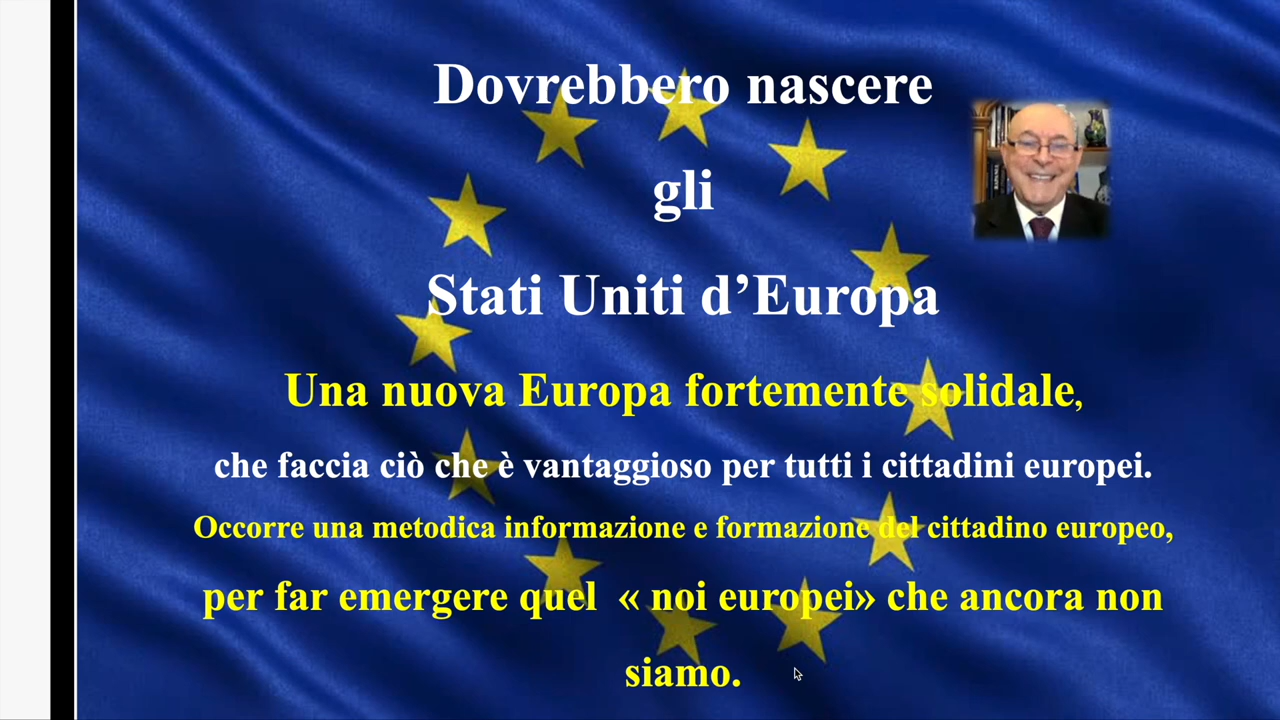 Dovrebbero nascere
gli
Stati Uniti d’Europa
Una nuova Europa fortemente solidale,
che faccia ciò che è vantaggioso per tutti i cittadini europei.
Occorre una metodica informazione e formazione del cittadino europeo,
per far emergere quel « noi europei» che ancora non
siamo.